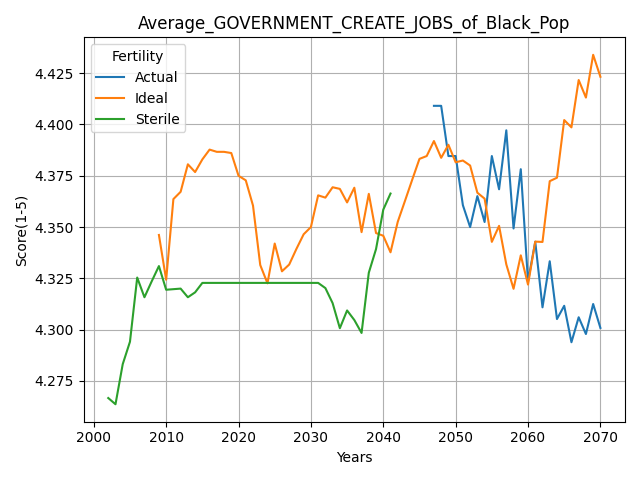 Average_GOVERNMENT_CREATE_JOBS_of_Black_Pop
Fertility
Actual
Ideal
Sterile
Score(1-5)
4.425
4.400
4.375
4.350
4.325
4.300
4.275
2000 2010 2020 2030 2040 2050 2060 2070
Years